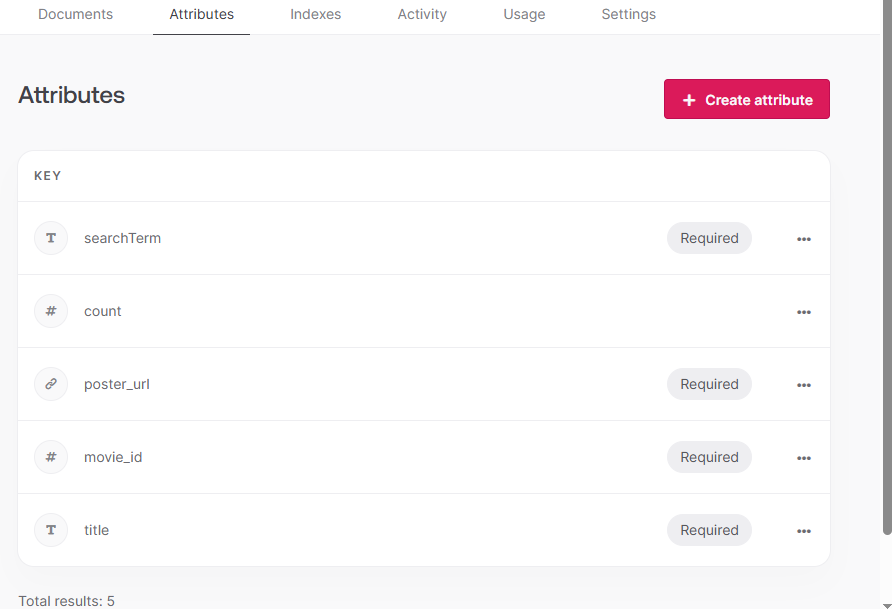 Documents Attributes Indexes Activity Usage Settings
Attributes
+ Create attribute
KEY
T searchTerm Required •••
# count •••
poster_url Required •••
# movie_id Required •••
T title Required •••
Total results: 5